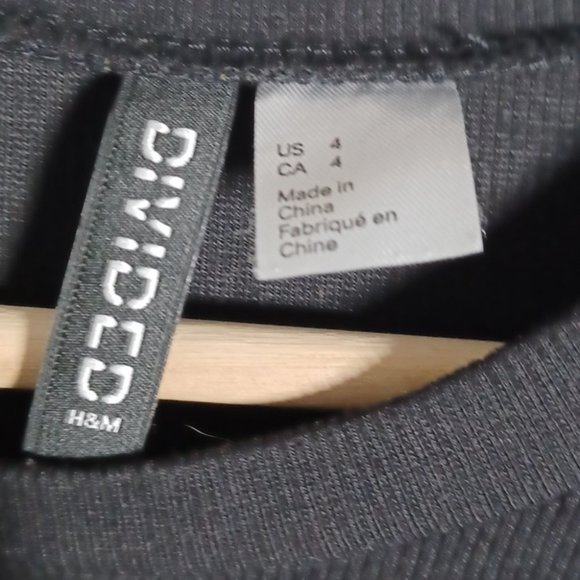 DIVIDED
H&M
US 4
CA 4
Made in
China
Fabriqué en
Chine